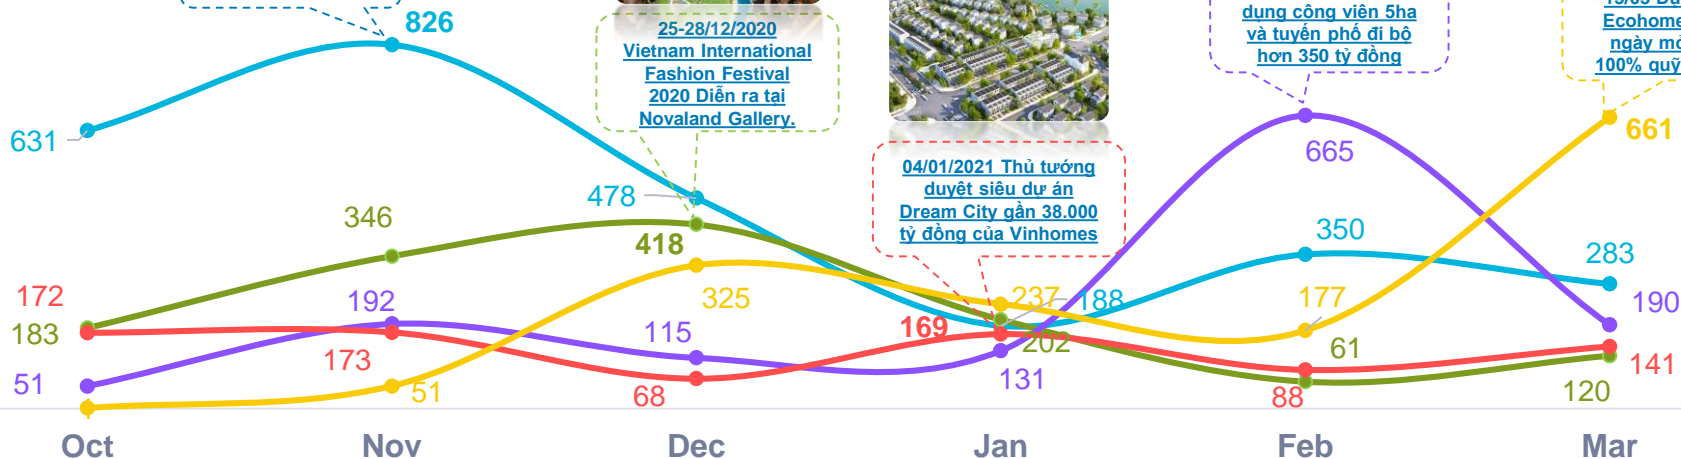 826
631
25-28/12/2020
Vietnam International
Fashion Festival
2020 Diễn ra tại
Novaland Gallery.
dụng công viên 5ha
và tuyến phố đi bộ
hơn 350 tỷ đồng
Ecohome
100% quỹ
04/01/2021 Thủ tướng
duyệt siêu dự án
Dream City gần 38.000
tỷ đồng của Vinhomes
478
346
418
665
661
350
283
172
183
51
192
173
51
115
325
68
169
237
188
202
131
177
61
88
190
141
120
Oct Nov Dec Jan Feb Mar